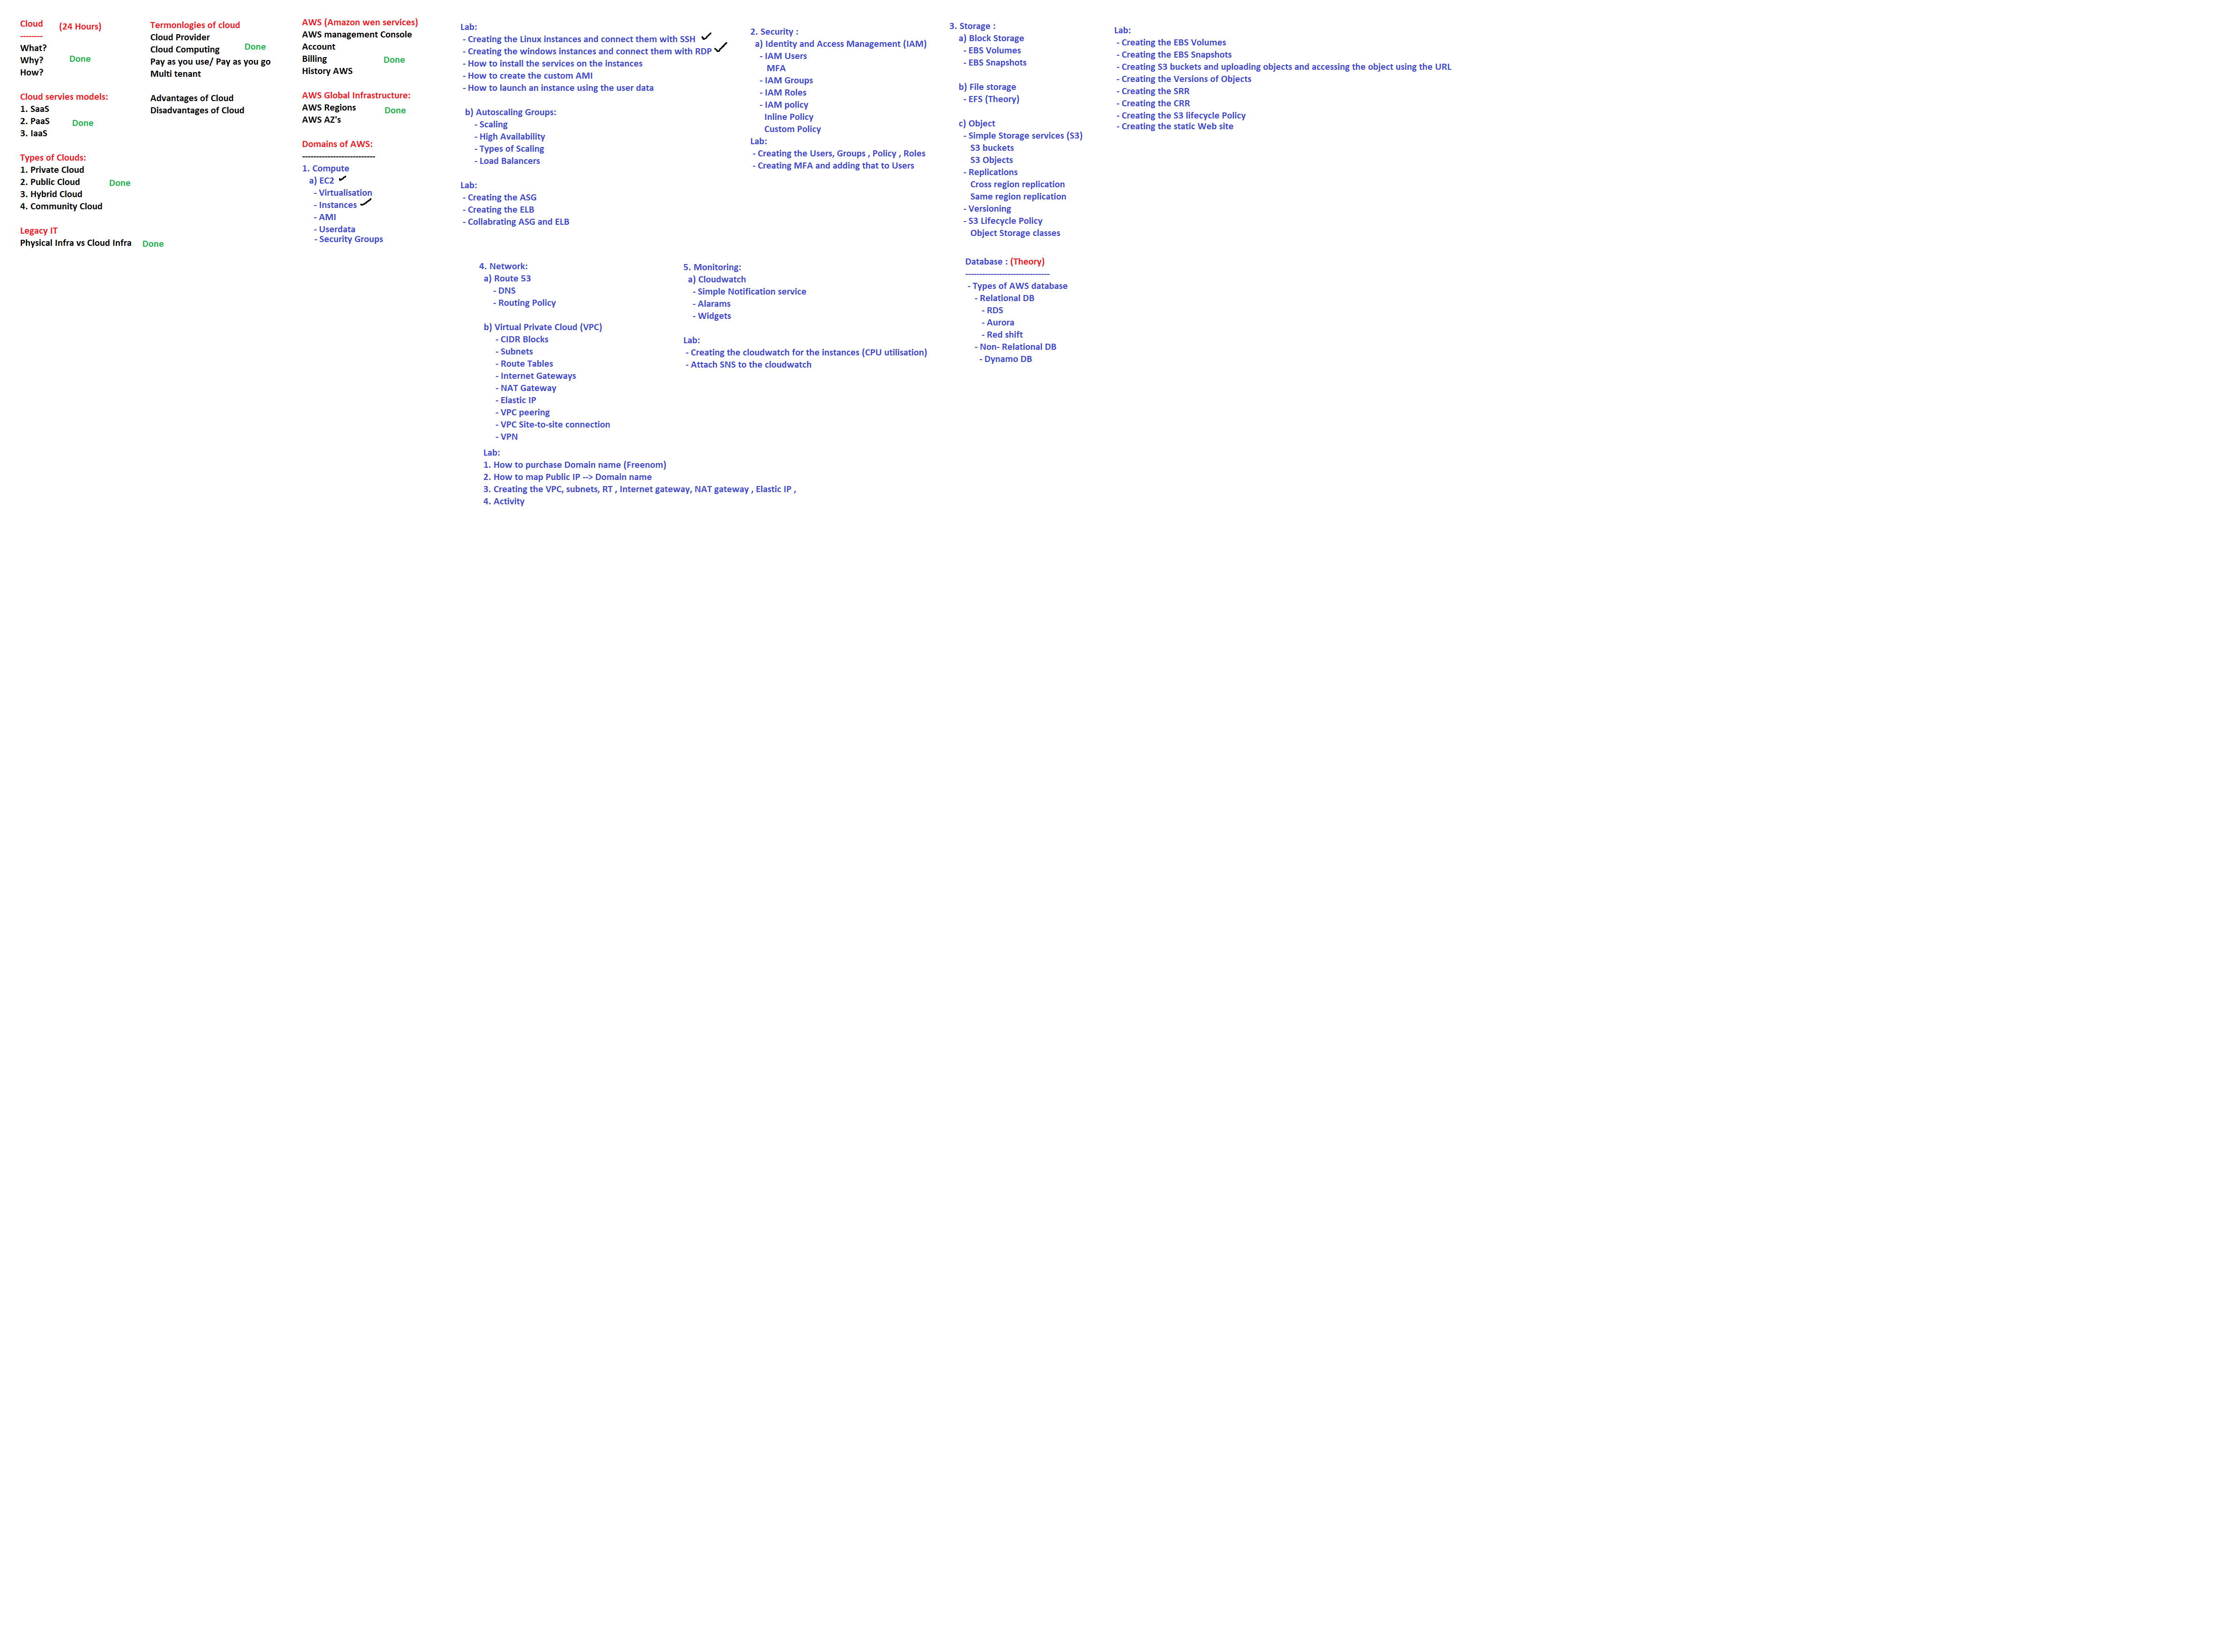 Cloud (24 Hours)
--------
What?
Why? Done
How?
Cloud servies models:
1. SaaS
2. PaaS Done
3. IaaS
Types of Clouds:
1. Private Cloud
2. Public Cloud Done
3. Hybrid Cloud
4. Community Cloud
Legacy IT
Physical Infra vs Cloud Infra Done
Termonlogies of cloud
Cloud Provider
Cloud Computing Done
Pay as you use/ Pay as you go
Multi tenant
Advantages of Cloud
Disadvantages of Cloud
AWS (Amazon wen services)
AWS management Console
Account
Billing Done
History AWS
AWS Global Infrastructure:
AWS Regions Done
AWS AZ's
Domains of AWS:
--------------------------
1. Compute
a) EC2 ✓
- Virtualisation
- Instances ✓
- AMI
- Userdata
- Security Groups
Lab:
- Creating the Linux instances and connect them with SSH ✓
- Creating the windows instances and connect them with RDP ✓
- How to install the services on the instances
- How to create the custom AMI
- How to launch an instance using the user data
b) Autoscaling Groups:
- Scaling
- High Availability
- Types of Scaling
- Load Balancers
Lab:
- Creating the ASG
- Creating the ELB
- Collabrating ASG and ELB
2. Security :
a) Identity and Access Management (IAM)
- IAM Users
MFA
- IAM Groups
- IAM Roles
- IAM policy
Inline Policy
Custom Policy
Lab:
- Creating the Users, Groups , Policy , Roles
- Creating MFA and adding that to Users
3. Storage :
a) Block Storage
- EBS Volumes
- EBS Snapshots
b) File storage
- EFS (Theory)
c) Object
- Simple Storage services (S3)
S3 buckets
S3 Objects
- Replications
Cross region replication
Same region replication
- Versioning
- S3 Lifecycle Policy
Object Storage classes
Lab:
- Creating the EBS Volumes
- Creating the EBS Snapshots
- Creating S3 buckets and uploading objects and accessing the object using the URL
- Creating the Versions of Objects
- Creating the SRR
- Creating the CRR
- Creating the S3 lifecycle Policy
- Creating the static Web site
4. Network:
a) Route 53
- DNS
- Routing Policy
b) Virtual Private Cloud (VPC)
- CIDR Blocks
- Subnets
- Route Tables
- Internet Gateways
- NAT Gateway
- Elastic IP
- VPC peering
- VPC Site-to-site connection
- VPN
Lab:
1. How to purchase Domain name (Freenom)
2. How to map Public IP --> Domain name
3. Creating the VPC, subnets, RT , Internet gateway, NAT gateway , Elastic IP ,
4. Activity
5. Monitoring:
a) Cloudwatch
- Simple Notification service
- Alarams
- Widgets
Lab:
- Creating the cloudwatch for the instances (CPU utilisation)
- Attach SNS to the cloudwatch
Database : (Theory)
------------------------------
- Types of AWS database
- Relational DB
- RDS
- Aurora
- Red shift
- Non- Relational DB
- Dynamo DB